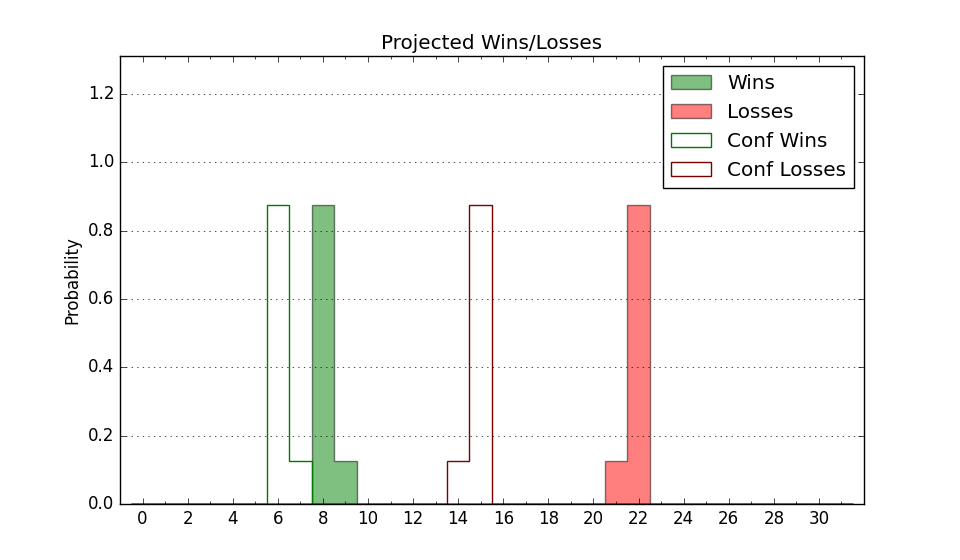 Projected Wins/Losses
Wins
Losses
Conf Wins
Conf Losses
Probability
1.2
1.0
0.8
0.6
0.4
0.2
0.0
0 2 4 6 8 10 12 14 16 18 20 22 24 26 28 30